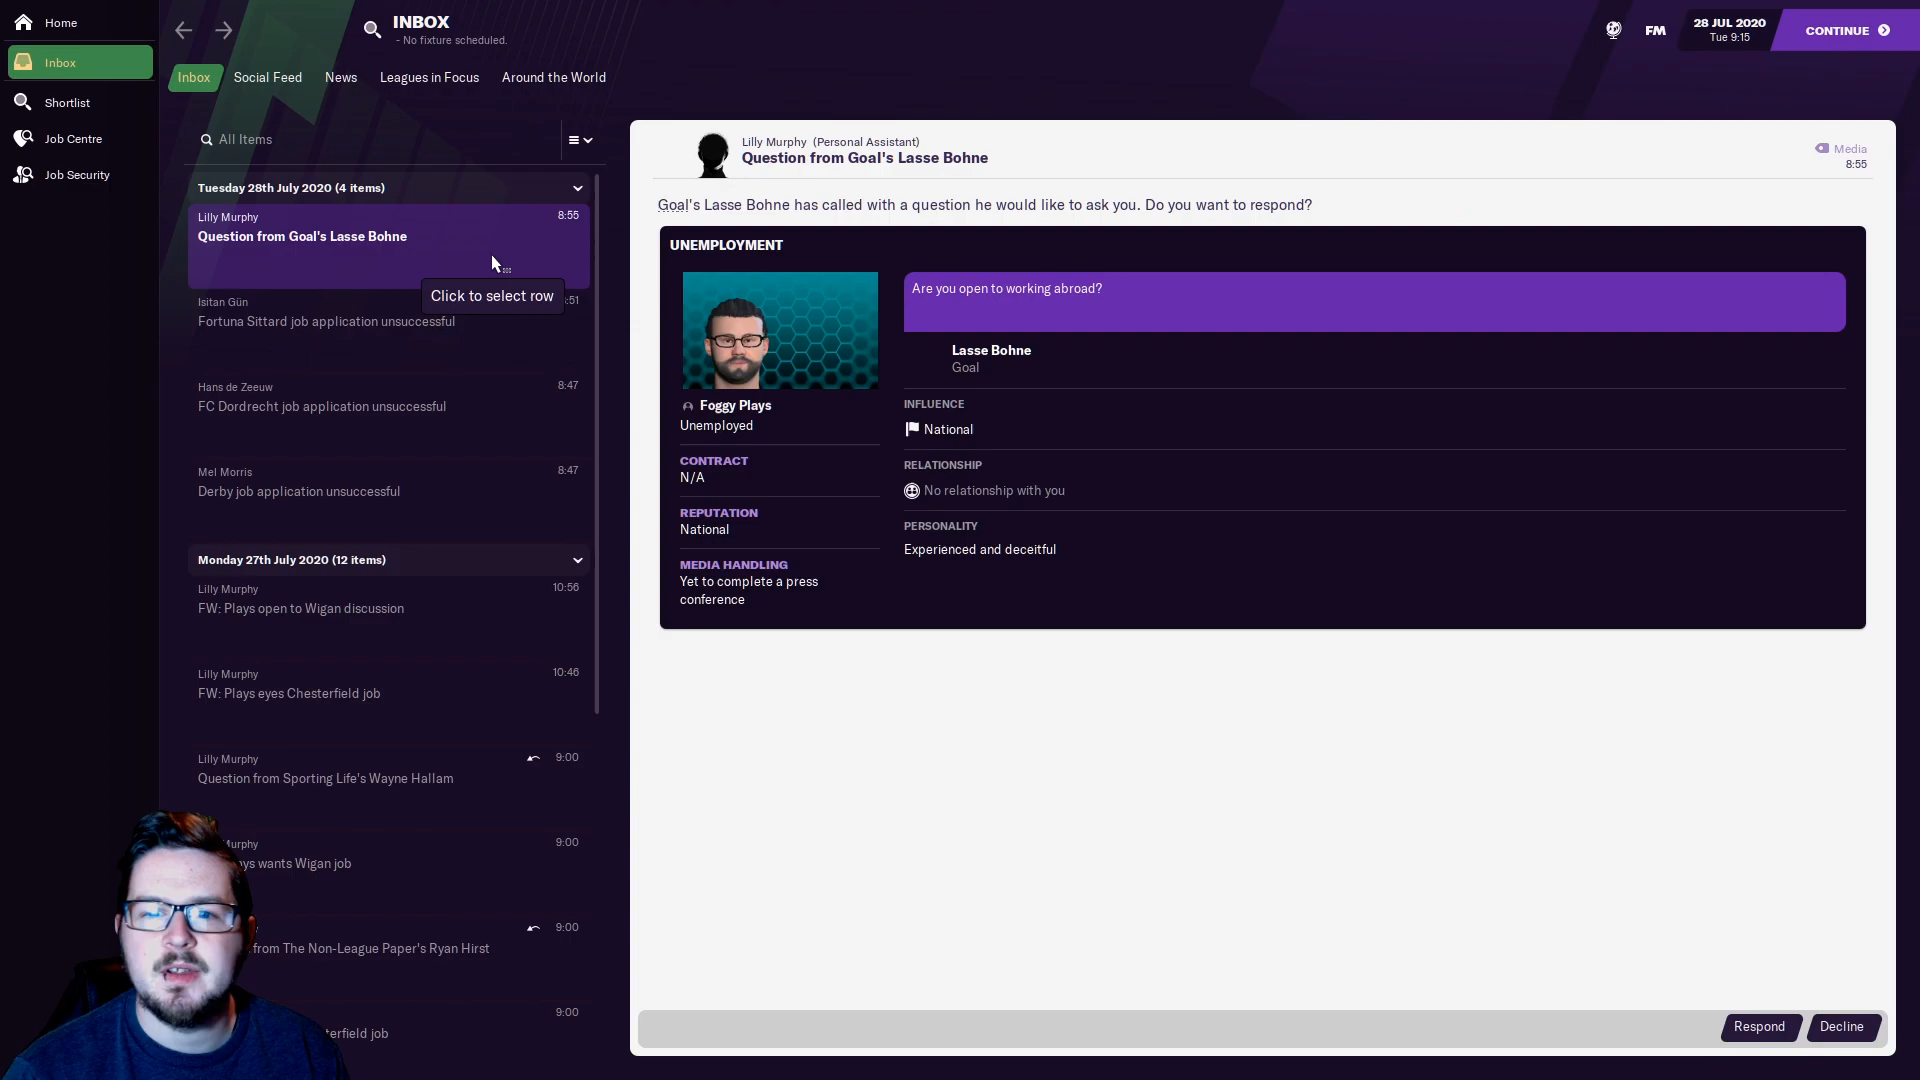 Home
Inbox
Shortlist
Job Centre
Job Security
INBOX
- No fixture scheduled.
FM
28 JUL 2020
Tue 9:15
CONTINUE
Inbox
Social Feed
News
Leagues in Focus
Around the World
All Items
Tuesday 28th July 2020 (4 items)
Lilly Murphy
8:55
Question from Goal's Lasse Bohne
Click to select row
Isitan Gün
:51
Fortuna Sittard job application unsuccessful
Hans de Zeeuw
8:47
FC Dordrecht job application unsuccessful
Mel Morris
8:47
Derby job application unsuccessful
Monday 27th July 2020 (12 items)
Lilly Murphy
10:56
FW: Plays open to Wigan discussion
Lilly Murphy
10:46
FW: Plays eyes Chesterfield job
Lilly Murphy
9:00
Question from Sporting Life's Wayne Hallam
Murphy
9:00
ys wants Wigan job
9:00
from The Non-League Paper's Ryan Hirst
9:00
terfield job
Lilly Murphy (Personal Assistant)
Question from Goal's Lasse Bohne
Media
8:55
Goal's Lasse Bohne has called with a question he would like to ask you. Do you want to respond?
UNEMPLOYMENT
Foggy Plays
Unemployed
CONTRACT
N/A
REPUTATION
National
MEDIA HANDLING
Yet to complete a press
conference
Are you open to working abroad?
Lasse Bohne
Goal
INFLUENCE
National
RELATIONSHIP
No relationship with you
PERSONALITY
Experienced and deceitful
Respond
Decline